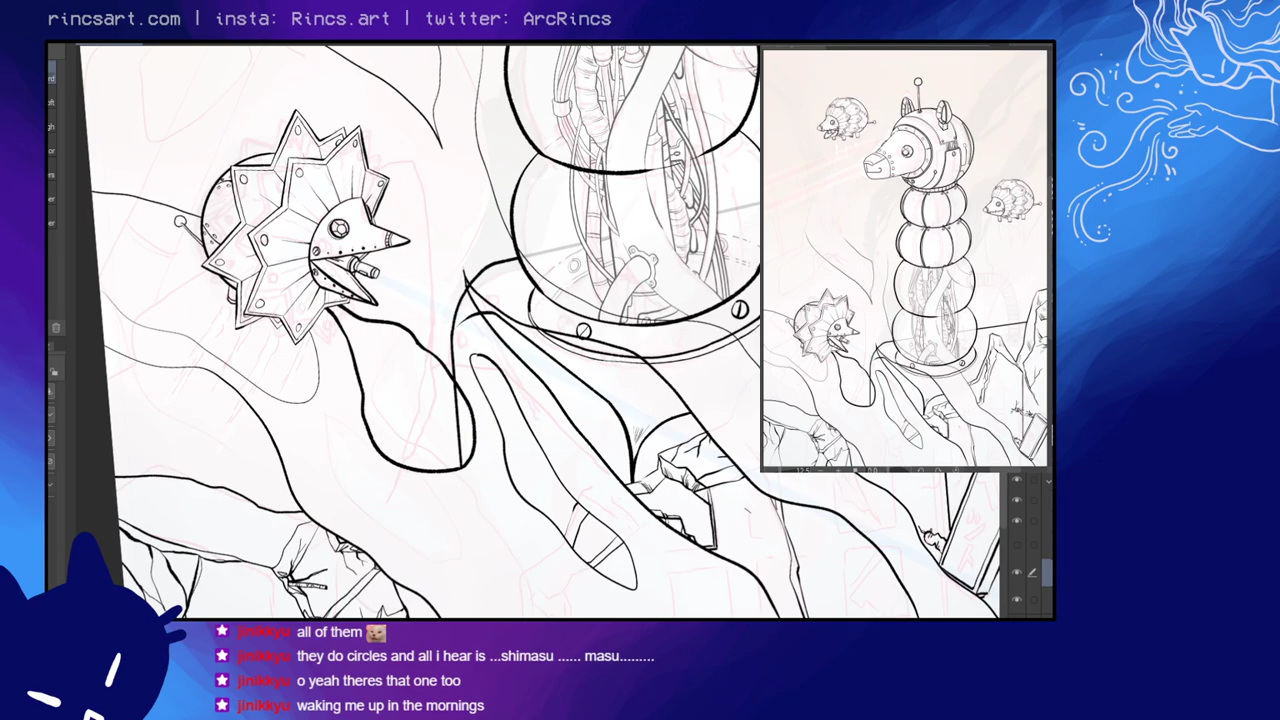 rincsart.com | insta: Rincs.art | twitter: ArcRincs
jinikkyu all of them
jinikkyu they do circles and all i hear is ...shimasu ...... masu.........
jinikkyu o yeah theres that one too
jinikkyu waking me up in the mornings